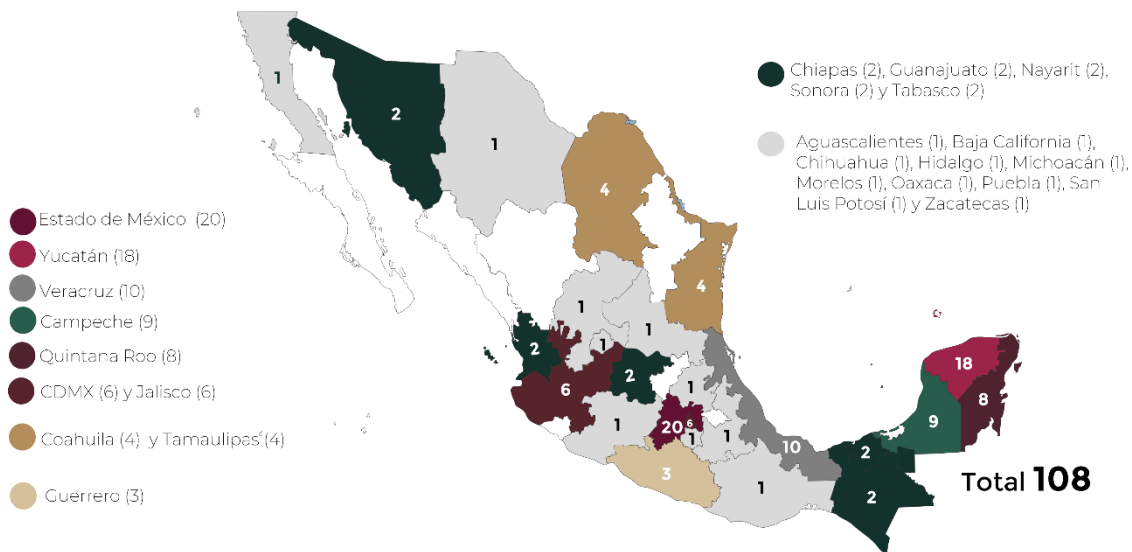 Chiapas (2), Guanajuato (2), Nayarit (2),
Sonora (2) y Tabasco (2)
Aguascalientes (1), Baja California (1),
Chihuahua (1), Hidalgo (1), Michoacán (1),
Morelos (1), Oaxaca (1), Puebla (1), San
Luis Potosí (1) y Zacatecas (1)
Estado de México (20)
Yucatán (18)
Veracruz (10)
Campeche (9)
Quintana Roo (8)
CDMX (6) y Jalisco (6)
Coahuila (4) y Tamaulipas (4)
Guerrero (3)
1
2
1
4
4
1
1
1
2
2
6
1
1
20
6
1
1
10
3
1
18
8
9
2
2
Total 108